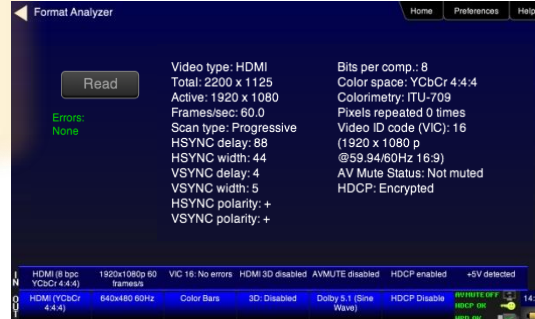 Format Analyzer
Home
Preferences
Help
Read
Errors:
None
Video type: HDMI
Total: 2200 x 1125
Active: 1920 x 1080
Frames/sec: 60.0
Scan type: Progressive
HSYNC delay: 88
HSYNC width: 44
VSYNC delay: 4
VSYNC width: 5
HSYNC polarity: +
VSYNC polarity: +
Bits per comp.: 8
Color space: YCbCr 4:4:4
Colorimetry: ITU-709
Pixels repeated 0 times
Video ID code (VIC): 16
(1920 x 1080 p
@59.94/60Hz 16:9)
AV Mute Status: Not muted
HDCP: Encrypted
IN
HDMI (8 bpc
YCbCr 4:4:4)
1920x1080p 60
frames/s
VIC 16: No errors
HDMI 3D disabled
AVMUTE disabled
HDCP enabled
+5V detected
OUT
HDMI (YCbCr
4:4:4)
640x480 60Hz
Color Bars
3D: Disabled
Dolby 5.1 (Sine
Wave)
HDCP Disable
AVMUTE OFF
HDCP OK
14: